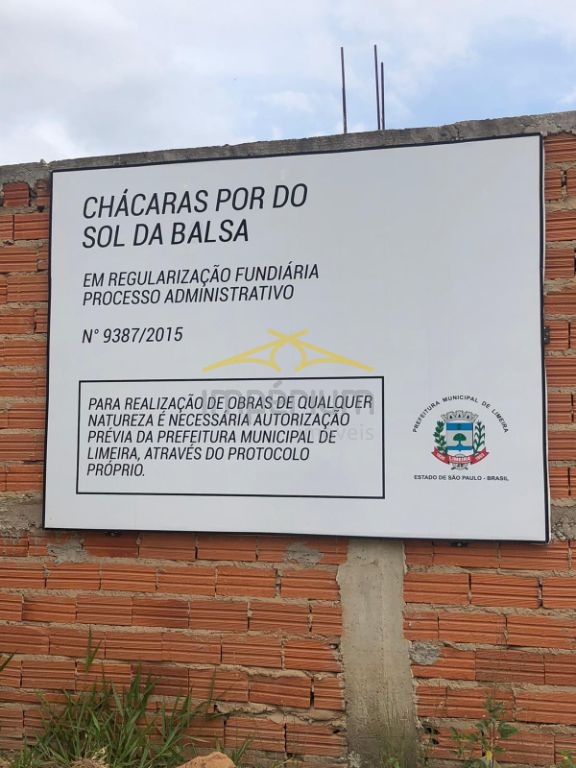 CHÁCARAS POR DO
SOL DA BALSA
EM REGULARIZAÇÃO FUNDIÁRIA
PROCESSO ADMINISTRATIVO
N° 9387/2015
PARA REALIZAÇÃO DE OBRAS DE QUALQUER
NATUREZA É NECESSÁRIA AUTORIZAÇÃO
PRÉVIA DA PREFEITURA MUNICIPAL DE
LIMEIRA, ATRAVÉS DO PROTOCOLO
PRÓPRIO.
PREFEITURA MUNICIPAL DE LIMEIRA
LIMEIRA
ESTADO DE SÃO PAULO - BRASIL
IMPÉRIUM